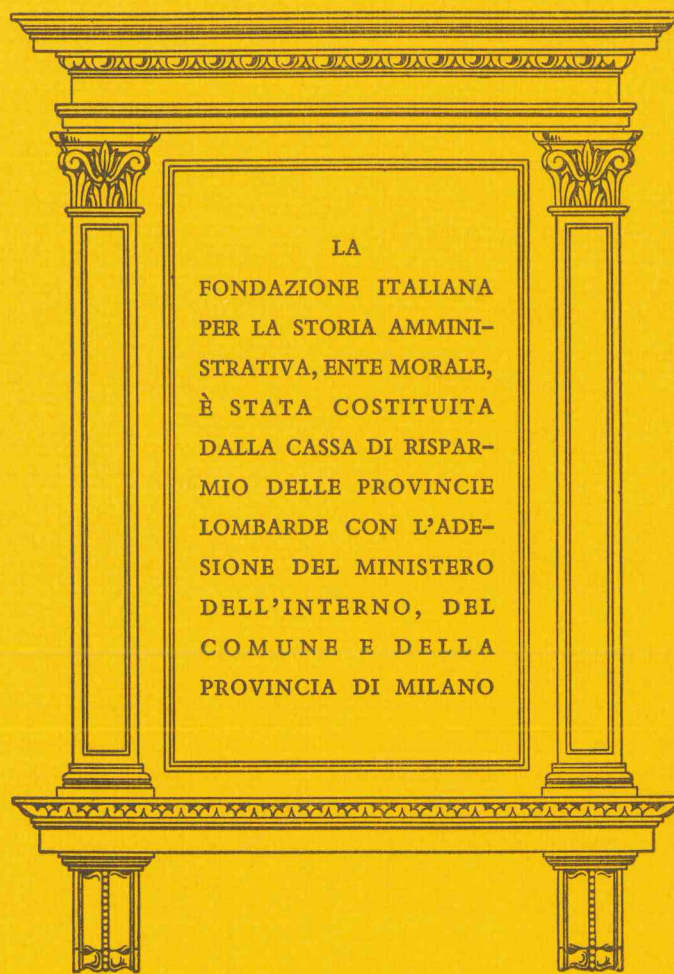 LA
FONDAZIONE ITALIANA
PER LA STORIA AMMINI–
STRATIVA, ENTE MORALE,
È STATA COSTITUITA
DALLA CASSA DI RISPAR–
MIO DELLE PROVINCIE
LOMBARDE CON L'ADE–
SIONE DEL MINISTERO
DELL'INTERNO, DEL
COMUNE E DELLA
PROVINCIA DI MILANO